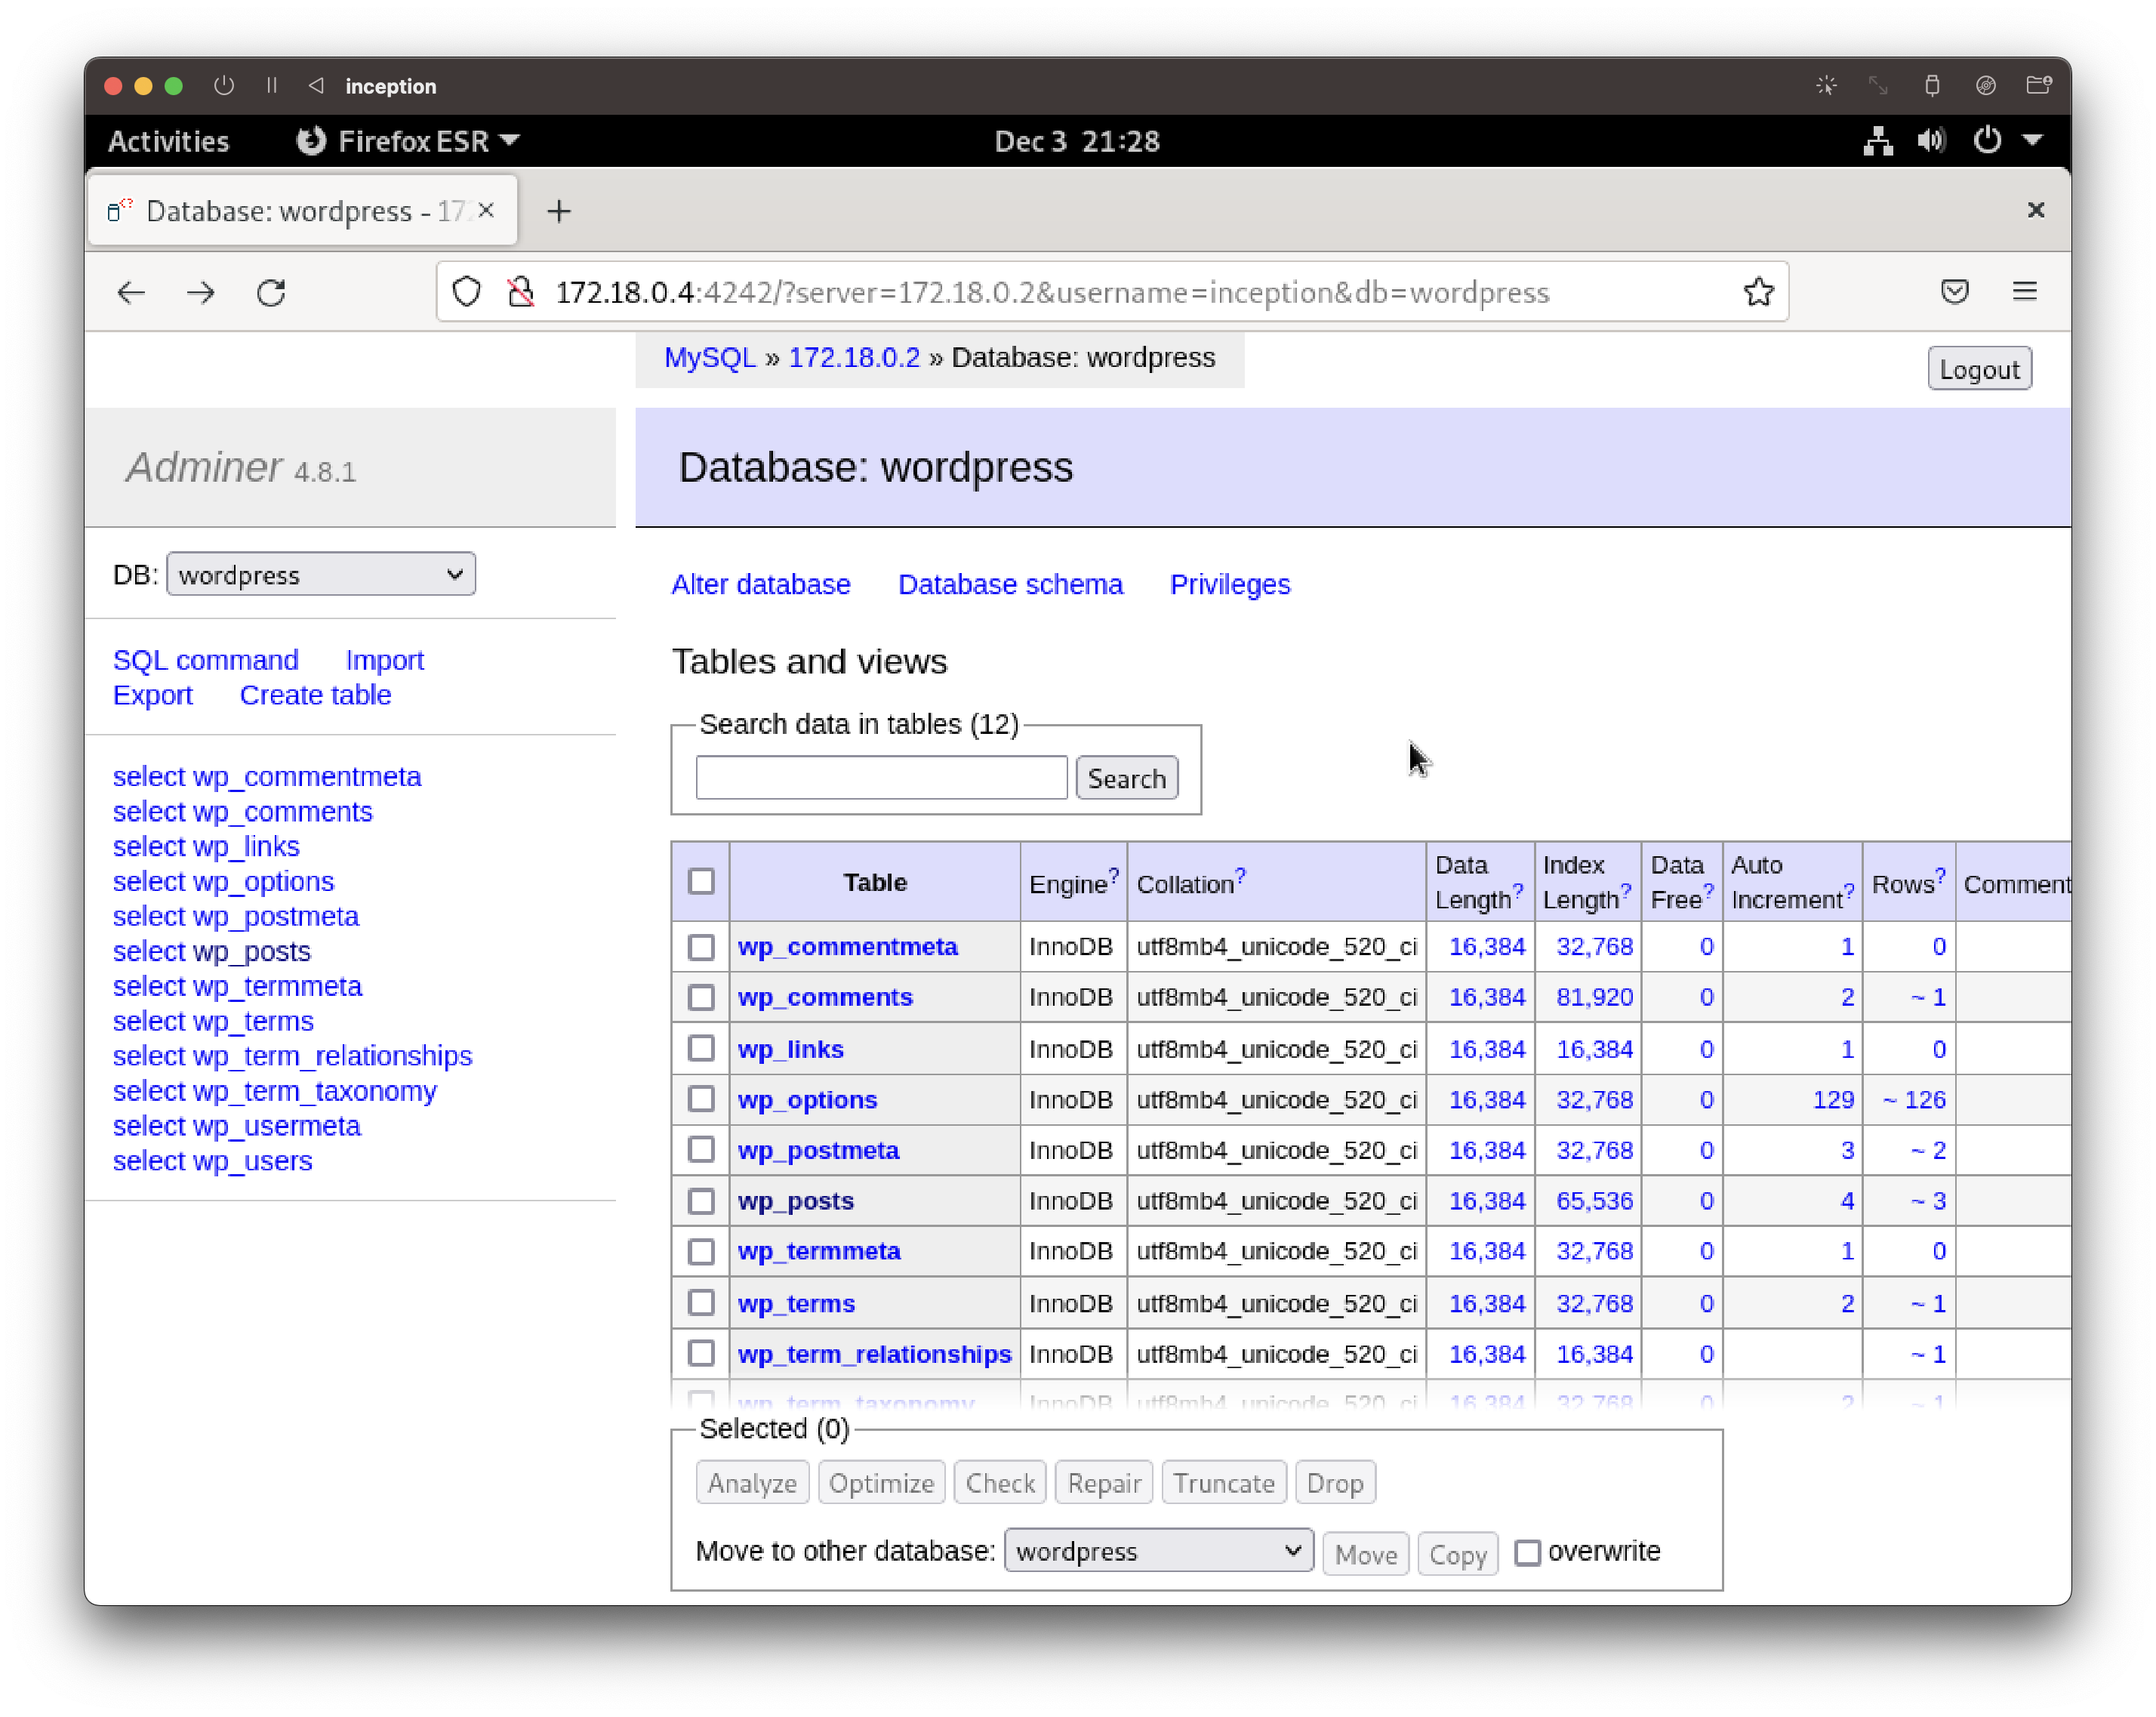 inception
Activities Firefox ESR Dec 3 21:28
Database: wordpress - 172
172.18.0.4:4242/?server=172.18.0.2&username=inception&db=wordpress
MySQL » 172.18.0.2 » Database: wordpress
Logout
Adminer 4.8.1
Database: wordpress
DB: wordpress
Alter database Database schema Privileges
SQL command Import
Export Create table
Tables and views
Search data in tables (12)
Search
select wp_commentmeta
select wp_comments
select wp_links
select wp_options
select wp_postmeta
select wp_posts
select wp_termmeta
select wp_terms
select wp_term_relationships
select wp_term_taxonomy
select wp_usermeta
select wp_users
Table Engine? Collation? Data Length? Index Length? Data Free? Auto Increment? Rows? Comment
wp_commentmeta InnoDB utf8mb4_unicode_520_ci 16,384 32,768 0 1 0
wp_comments InnoDB utf8mb4_unicode_520_ci 16,384 81,920 0 2 ~ 1
wp_links InnoDB utf8mb4_unicode_520_ci 16,384 16,384 0 1 0
wp_options InnoDB utf8mb4_unicode_520_ci 16,384 32,768 0 129 ~ 126
wp_postmeta InnoDB utf8mb4_unicode_520_ci 16,384 32,768 0 3 ~ 2
wp_posts InnoDB utf8mb4_unicode_520_ci 16,384 65,536 0 4 ~ 3
wp_termmeta InnoDB utf8mb4_unicode_520_ci 16,384 32,768 0 1 0
wp_terms InnoDB utf8mb4_unicode_520_ci 16,384 32,768 0 2 ~ 1
wp_term_relationships InnoDB utf8mb4_unicode_520_ci 16,384 16,384 0 ~ 1
wp_term_taxonomy InnoDB utf8mb4_unicode_520_ci 16,384 32,768 0 2 ~ 1
Selected (0)
Analyze Optimize Check Repair Truncate Drop
Move to other database: wordpress Move Copy overwrite